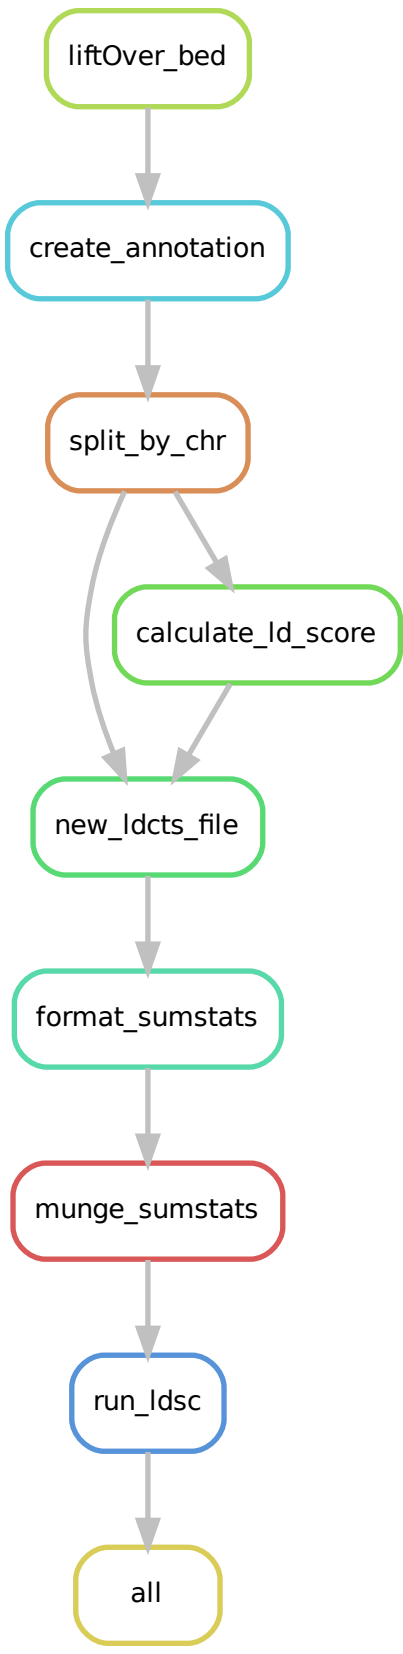 liftOver_bed
create_annotation
split_by_chr
calculate_ld_score
new_ldcts_file
format_sumstats
munge_sumstats
run_ldsc
all